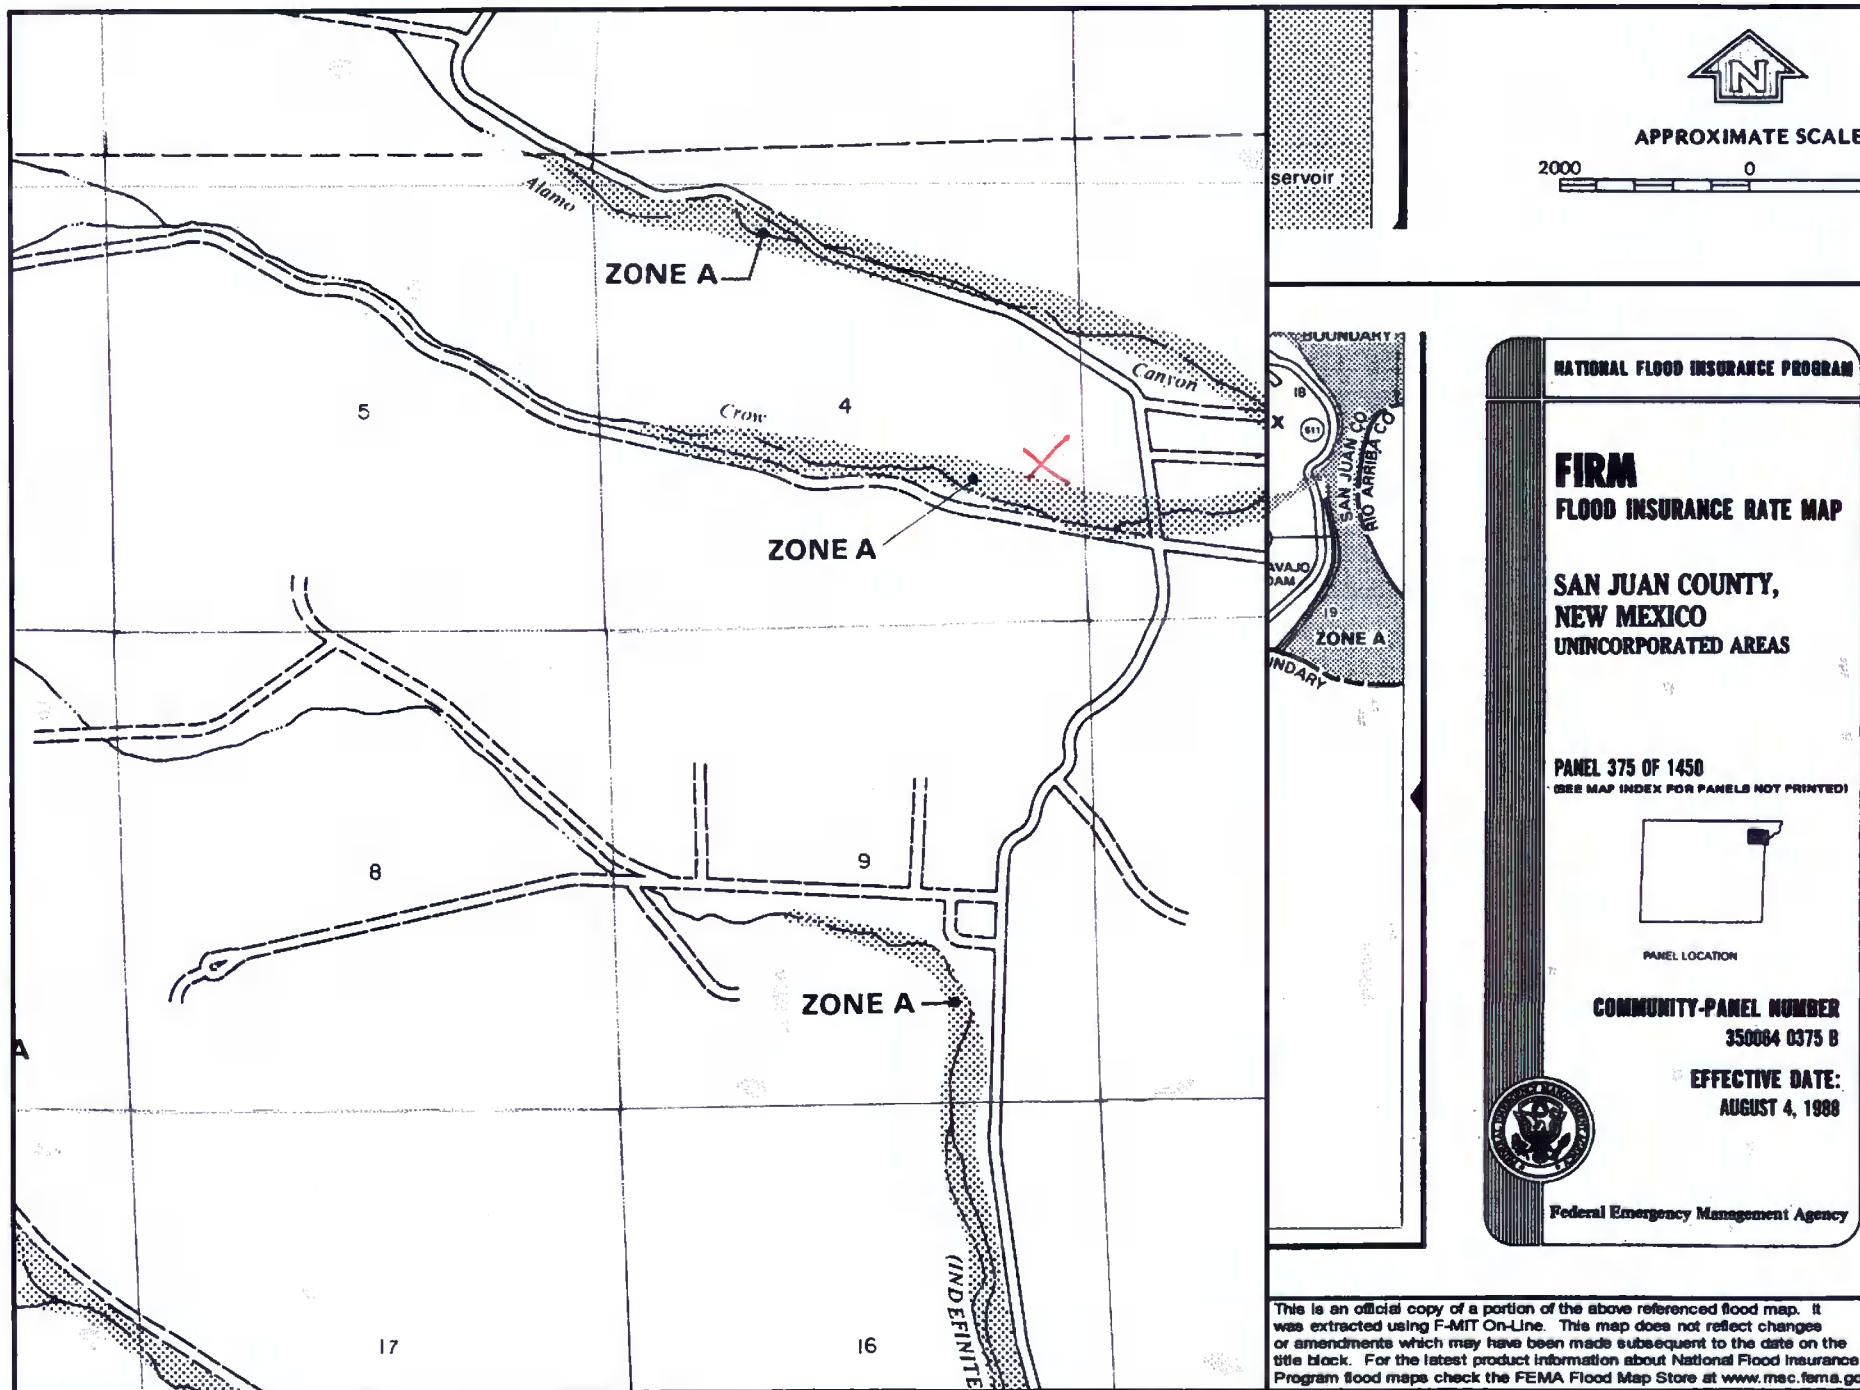 N
APPROXIMATE SCALE
2000 0
servoir
Alamo
ZONE A
Canyon
5
Crow
4
ZONE A
BOUNDARY
18
X
511
SAN JUAN CO
RIO ARRIBA CO
AVAJO
DAM
19
ZONE A
UNDARY
8
9
ZONE A
A
(INDEFINITE
17
16
NATIONAL FLOOD INSURANCE PROGRAM
FIRM
FLOOD INSURANCE RATE MAP
SAN JUAN COUNTY,
NEW MEXICO
UNINCORPORATED AREAS
PANEL 375 OF 1450
(SEE MAP INDEX FOR PANELS NOT PRINTED)
PANEL LOCATION
COMMUNITY-PANEL NUMBER
350064 0375 B
EFFECTIVE DATE:
AUGUST 4, 1988
Federal Emergency Management Agency
This is an official copy of a portion of the above referenced flood map. It
was extracted using F-MIT On-Line. This map does not reflect changes
or amendments which may have been made subsequent to the date on the
title block. For the latest product information about National Flood Insurance
Program flood maps check the FEMA Flood Map Store at www.msc.fema.go